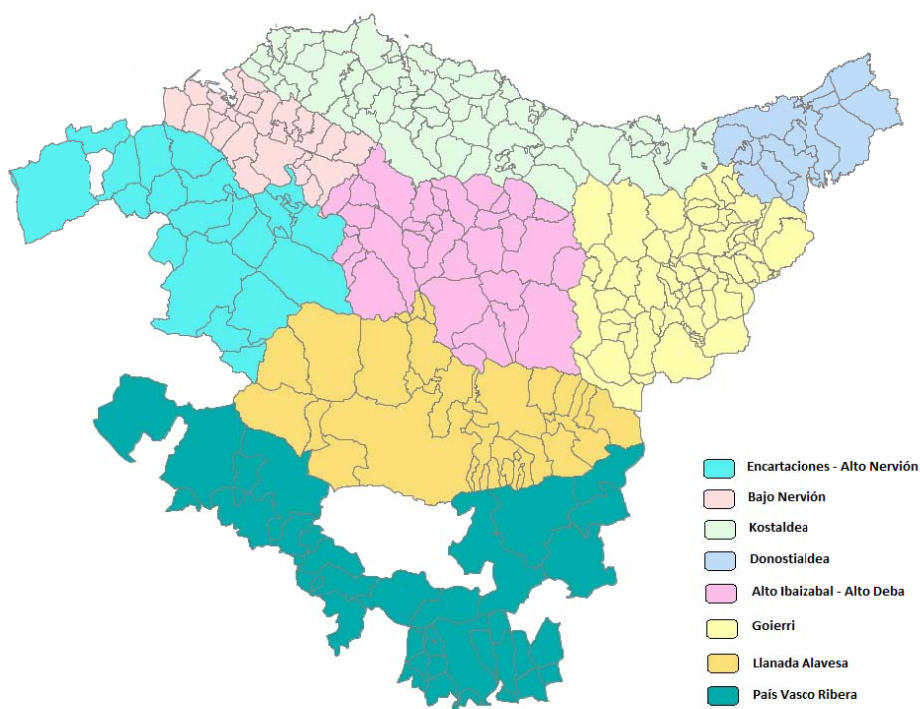 Encartaciones - Alto Nervión
Bajo Nervión
Kostaldea
Donostialdea
Alto Ibaizabal - Alto Deba
Goierri
Llanada Alavesa
País Vasco Ribera